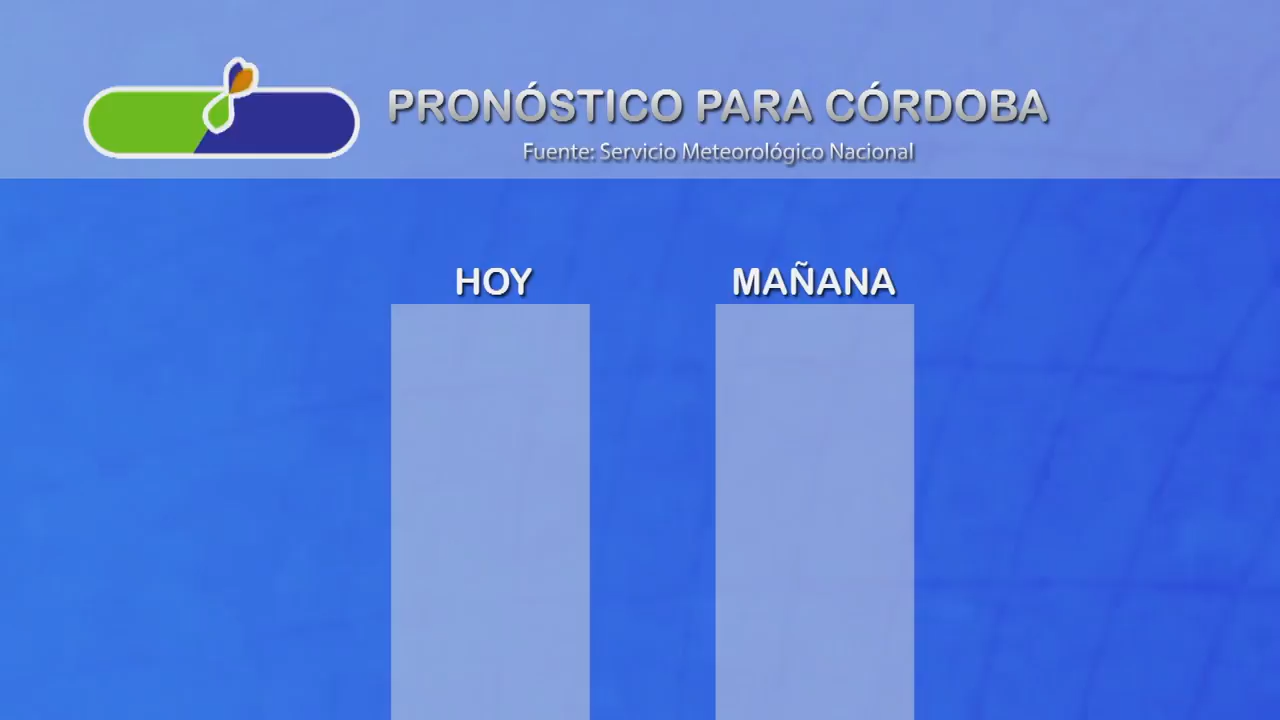 PRONÓSTICO PARA CÓRDOBA
Fuente: Servicio Meteorológico Nacional
HOY
MAÑANA